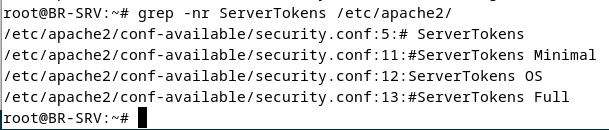 root@BR-SRV:~# grep -nr ServerTokens /etc/apache2/
/etc/apache2/conf-available/security.conf:5:# ServerTokens
/etc/apache2/conf-available/security.conf:11:#ServerTokens Minimal
/etc/apache2/conf-available/security.conf:12:ServerTokens OS
/etc/apache2/conf-available/security.conf:13:#ServerTokens Full
root@BR-SRV:~#